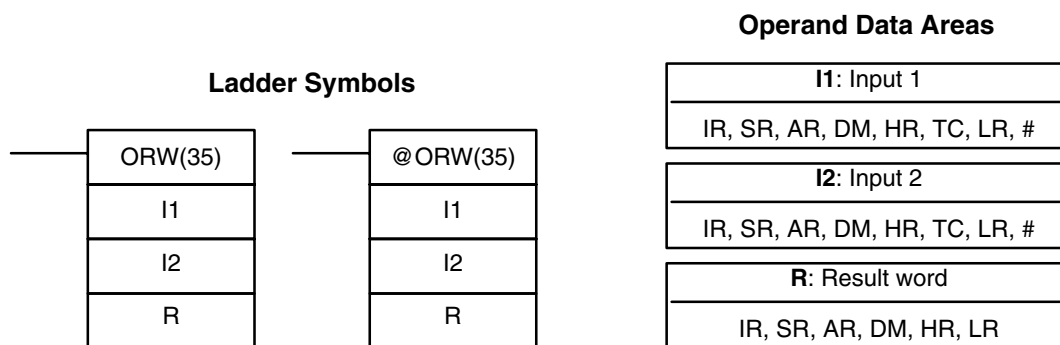 Ladder Symbols
ORW(35)
I1
I2
R
@ORW(35)
I1
I2
R
Operand Data Areas
I1: Input 1
IR, SR, AR, DM, HR, TC, LR, #
I2: Input 2
IR, SR, AR, DM, HR, TC, LR, #
R: Result word
IR, SR, AR, DM, HR, LR